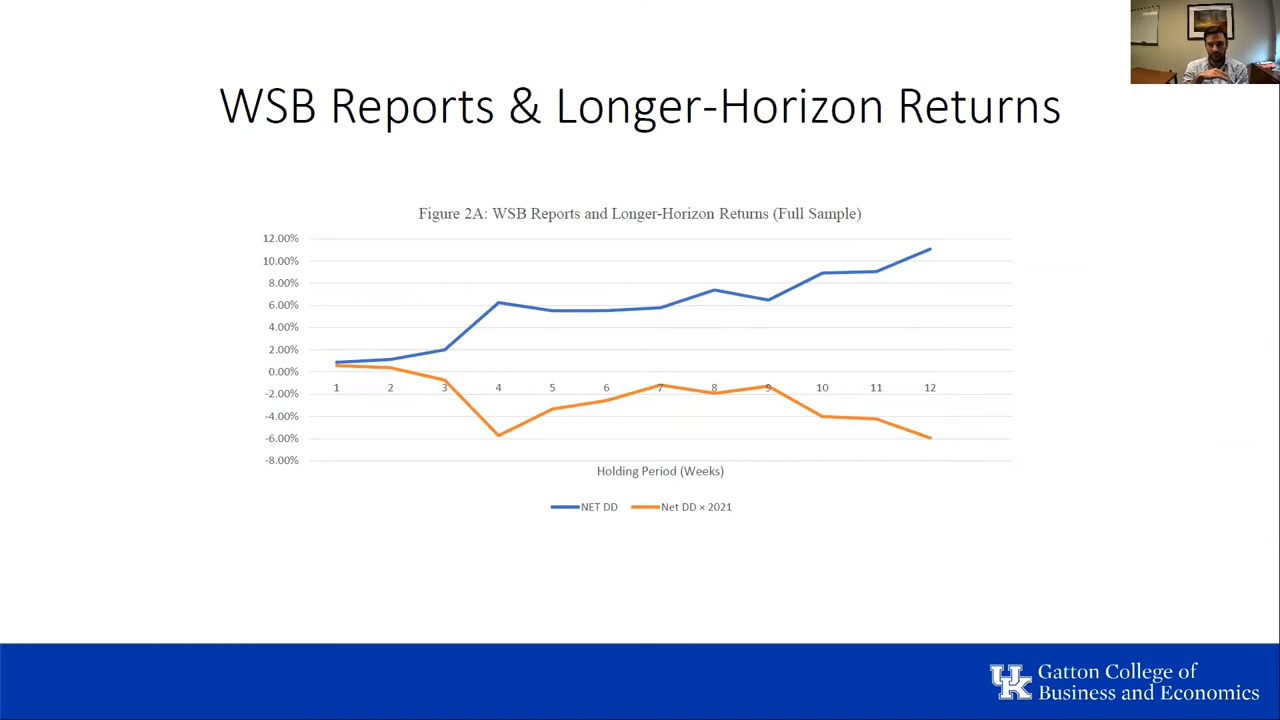 WSB Reports & Longer-Horizon Returns
Figure 2A: WSB Reports and Longer-Horizon Returns (Full Sample)
12.00%
10.00%
8.00%
6.00%
4.00%
2.00%
0.00%
1 2 3 4 5 6 7 8 9 10 11 12
-2.00%
-4.00%
-6.00%
-8.00%
Holding Period (Weeks)
NET DD Net DD × 2021
UK
Gatton College of
Business and Economics